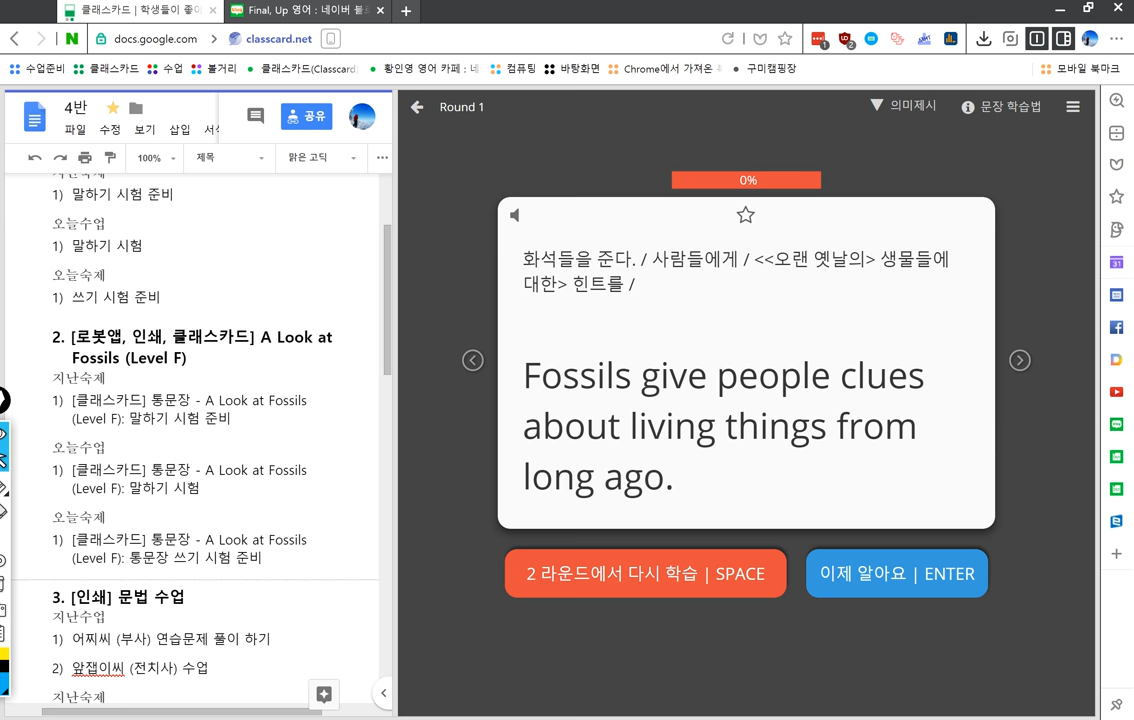 클래스카드 | 학생들이 좋아
Final, Up 영어 : 네이버 블로
docs.google.com
classcard.net
수업준비
클래스카드
수업
볼거리
클래스카드(Classcard
황인영 영어 카페 : 네
컴퓨팅
바탕화면
Chrome에서 가져온
구미캠핑장
모바일 북마크
4반
파일 수정 보기 삽입 서식
공유
100% 제목 맑은 고딕
1) 말하기 시험 준비
오늘수업
1) 말하기 시험
오늘숙제
1) 쓰기 시험 준비
2. [로봇앱, 인쇄, 클래스카드] A Look at
Fossils (Level F)
지난숙제
1) [클래스카드] 통문장 - A Look at Fossils
(Level F): 말하기 시험 준비
오늘수업
1) [클래스카드] 통문장 - A Look at Fossils
(Level F): 말하기 시험
오늘숙제
1) [클래스카드] 통문장 - A Look at Fossils
(Level F): 통문장 쓰기 시험 준비
3. [인쇄] 문법 수업
지난수업
1) 어찌씨 (부사) 연습문제 풀이 하기
2) 앞잽이씨 (전치사) 수업
지난숙제
Round 1
의미제시
문장 학습법
0%
화석들을 준다. / 사람들에게 / <<오랜 옛날의> 생물들에
대한> 힌트를 /
Fossils give people clues
about living things from
long ago.
2 라운드에서 다시 학습 | SPACE
이제 알아요 | ENTER